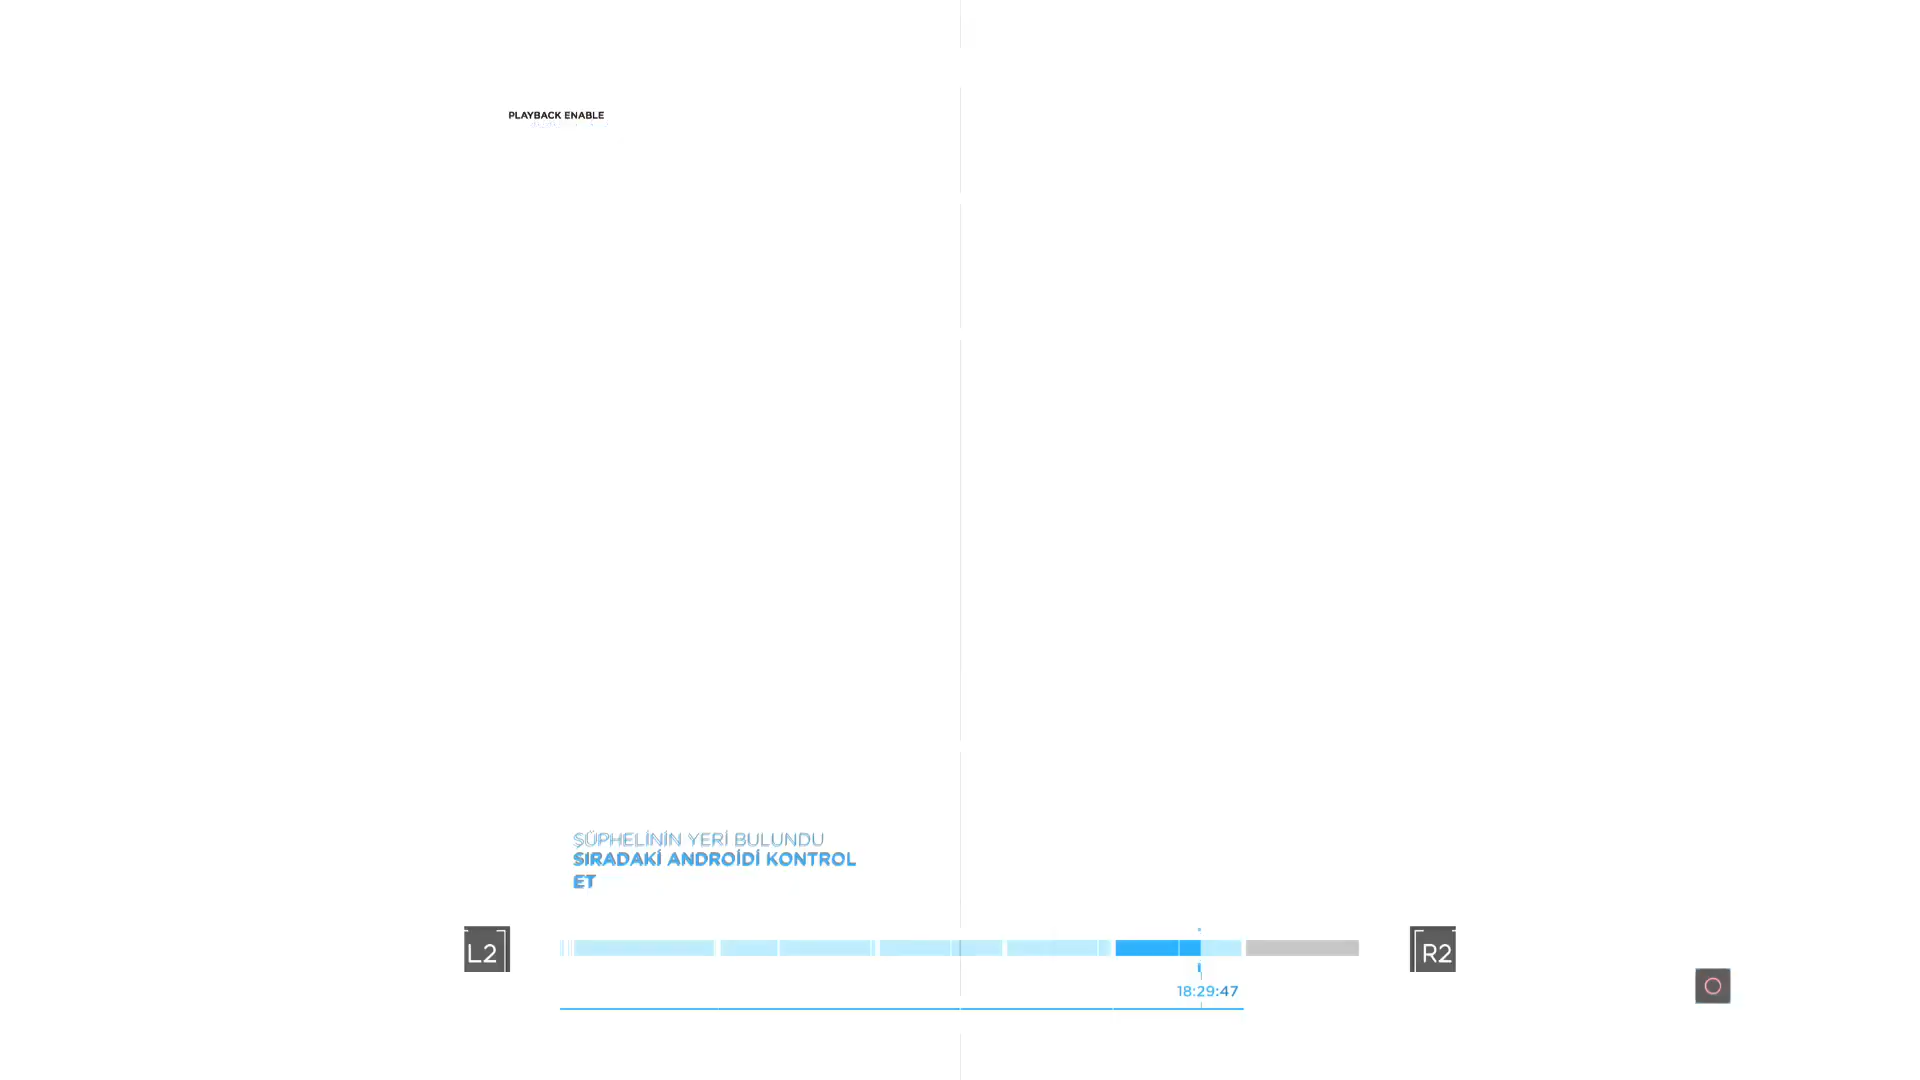 PLAYBACK ENABLE
ŞÜPHELİNİN YERİ BULUNDU
SIRADAKİ ANDROİDİ KONTROL
ET
L2
R2
18:29:47